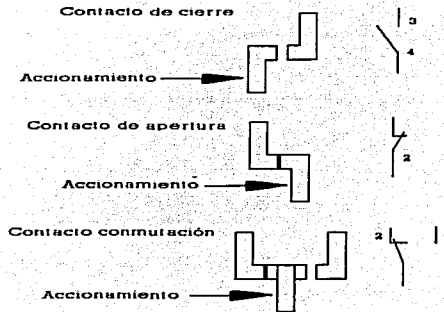 Contacto de cierre
3
4
Accionamiento
Contacto de apertura
2
Accionamiento
Contacto conmutación
2
Accionamiento